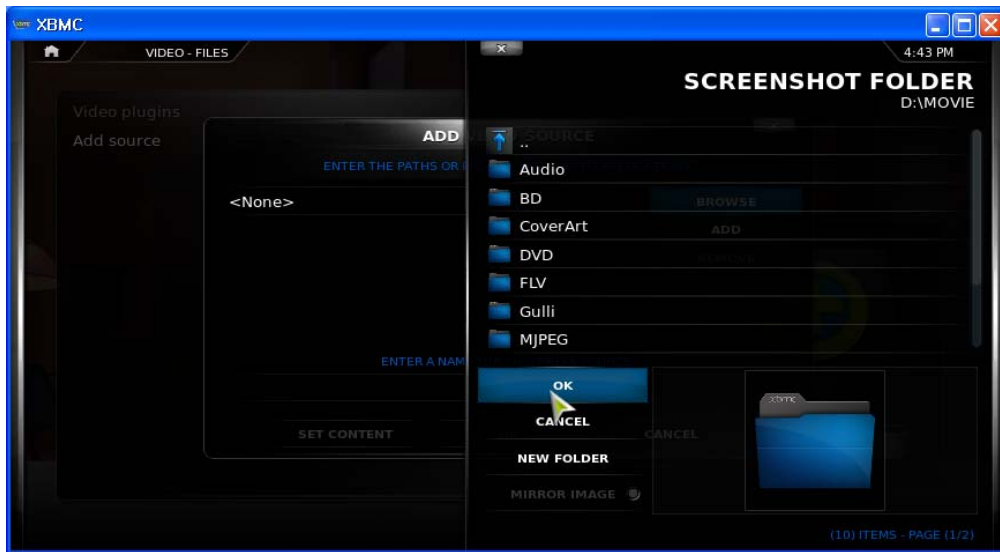 XBMC
VIDEO - FILES
4:43 PM
SCREENSHOT FOLDER
D:\MOVIE
Video plugins
Add source
ADD VIDEO SOURCE
ENTER THE PATHS OR
<None>
..
Audio
BD
CoverArt
DVD
FLV
Gulli
MJPEG
BROWSE
ADD
REMOVE
ENTER A NAM
OK
CANCEL
NEW FOLDER
MIRROR IMAGE
SET CONTENT
CANCEL
xbmc
(10) ITEMS - PAGE (1/2)